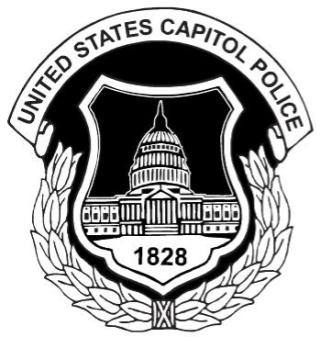 UNITED STATES CAPITOL POLICE
1828